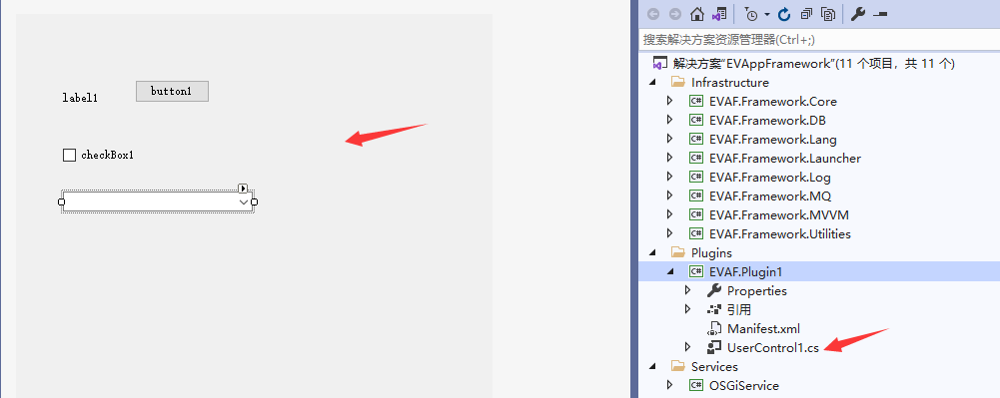 label1
button1
checkBox1
搜索解决方案资源管理器(Ctrl+;)
解决方案"EVAppFramework"(11 个项目，共 11 个)
Infrastructure
EVAF.Framework.Core
EVAF.Framework.DB
EVAF.Framework.Lang
EVAF.Framework.Launcher
EVAF.Framework.Log
EVAF.Framework.MQ
EVAF.Framework.MVVM
EVAF.Framework.Utilities
Plugins
EVAF.Plugin1
Properties
引用
Manifest.xml
UserControl1.cs
Services
OSGiService